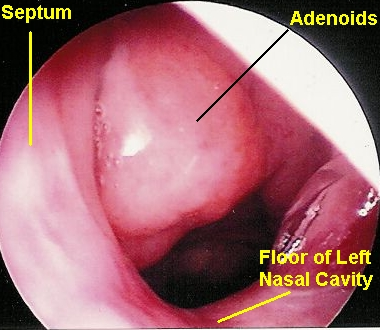 Septum
Adenoids
Floor of Left
Nasal Cavity